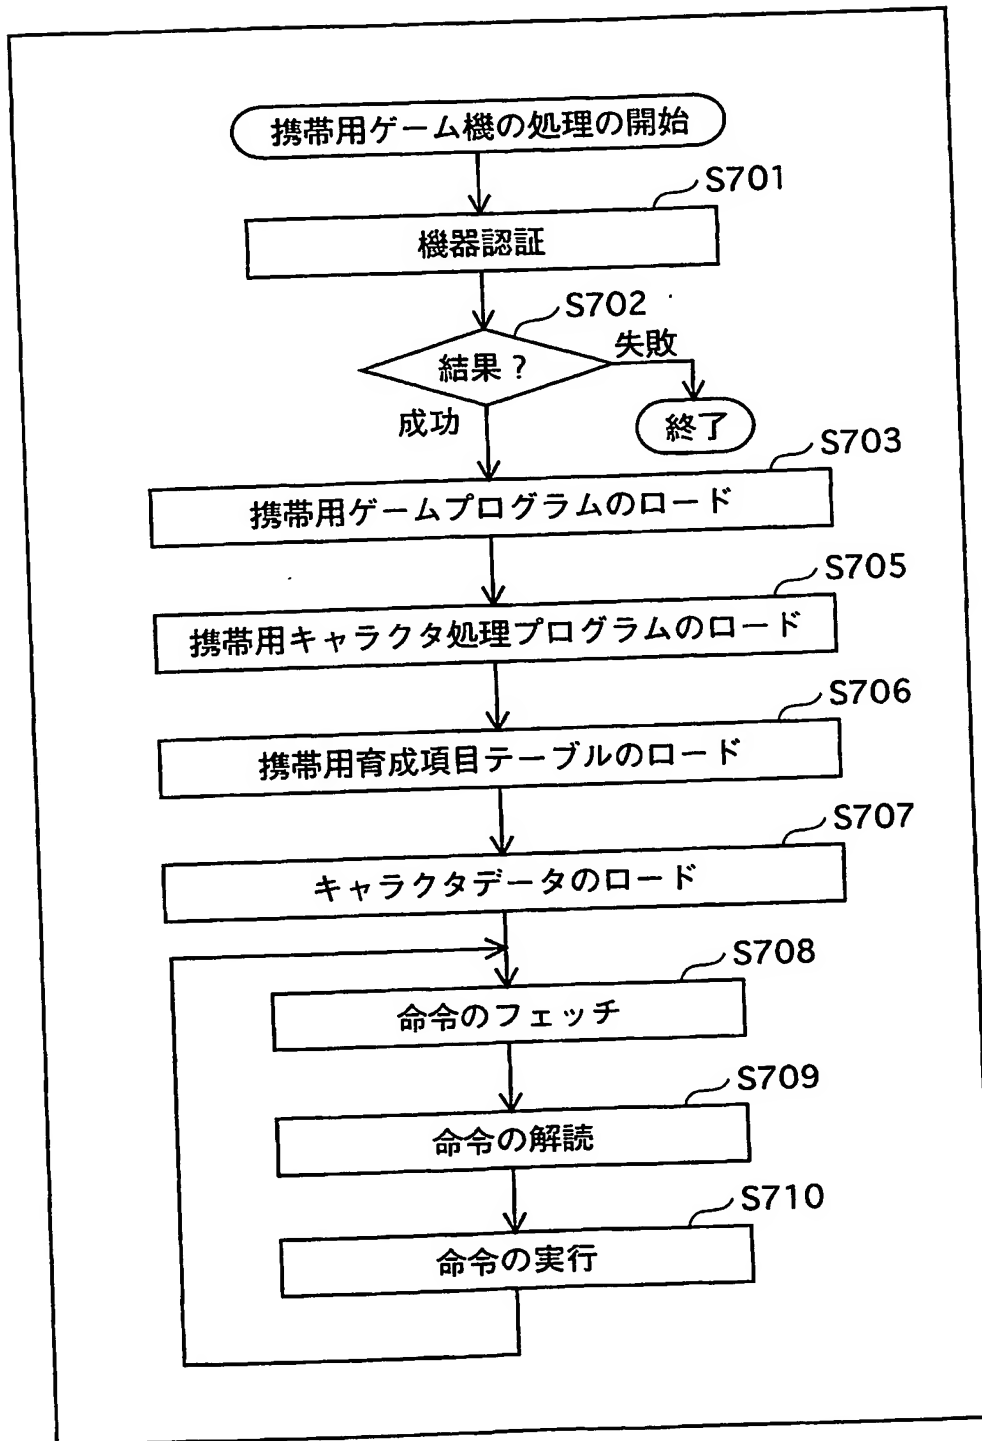 携帯用ゲーム機の処理の開始
S701
機器認証
S702
結果?
失敗
成功
終了
S703
携帯用ゲームプログラムのロード
S705
携帯用キャラクタ処理プログラムのロード
S706
携帯用育成項目テーブルのロード
S707
キャラクタデータのロード
S708
命令のフェッチ
S709
命令の解読
S710
命令の実行